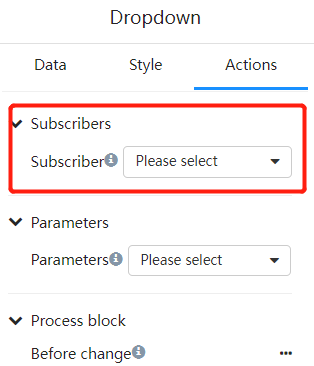 Dropdown
Data Style Actions
Subscribers
Subscriber Please select
Parameters
Parameters Please select
Process block
Before change